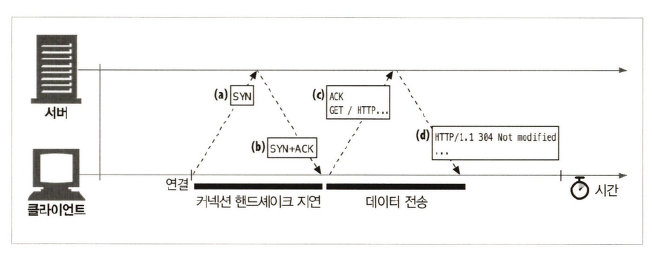 서버
(a) SYN
(b) SYN+ACK
(c) ACK
GET / HTTP...
(d) HTTP/1.1 304 Not modified
...
연결
커넥션 핸드셰이크 지연
데이터 전송
시간
클라이언트